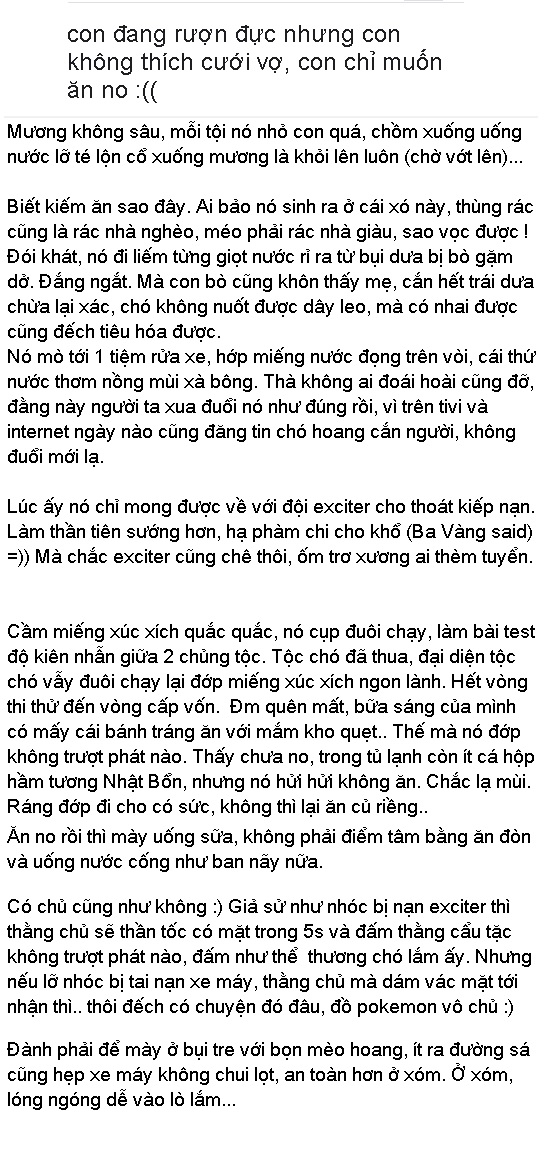 con đang rượn đực nhưng con
không thích cưới vợ, con chỉ muốn
ăn no :((
Mương không sâu, mỗi tội nó nhỏ con quá, chồm xuống uống
nước lỡ té lộn cổ xuống mương là khỏi lên luôn (chờ vớt lên)...
Biết kiếm ăn sao đây. Ai bảo nó sinh ra ở cái xó này, thùng rác
cũng là rác nhà nghèo, méo phải rác nhà giàu, sao vọc được !
Đói khát, nó đi liếm từng giọt nước rỉ ra từ bụi dưa bị bò gặm
dở. Đắng ngắt. Mà con bò cũng khôn thấy mẹ, cắn hết trái dưa
chừa lại xác, chó không nuốt được dây leo, mà có nhai được
cũng đếch tiêu hóa được.
Nó mò tới 1 tiệm rửa xe, hớp miếng nước đọng trên vòi, cái thứ
nước thơm nồng mùi xà bông. Thà không ai đoái hoài cũng đỡ,
đằng này người ta xua đuổi nó như đúng rồi, vì trên tivi và
internet ngày nào cũng đăng tin chó hoang cắn người, không
đuổi mới lạ.
Lúc ấy nó chỉ mong được về với đội exciter cho thoát kiếp nạn.
Làm thần tiên sướng hơn, hạ phàm chi cho khổ (Ba Vàng said)
=)) Mà chắc exciter cũng chê thôi, ốm trơ xương ai thèm tuyển.
Cầm miếng xúc xích quắc quắc, nó cụp đuôi chạy, làm bài test
độ kiên nhẫn giữa 2 chủng tộc. Tộc chó đã thua, đại diện tộc
chó vẫy đuôi chạy lại đớp miếng xúc xích ngon lành. Hết vòng
thi thử đến vòng cấp vốn.  Đm quên mất, bữa sáng của mình
có mấy cái bánh tráng ăn với mắm kho quẹt.. Thế mà nó đớp
không trượt phát nào. Thấy chưa no, trong tủ lạnh còn ít cá hộp
hầm tương Nhật Bổn, nhưng nó hửi hửi không ăn. Chắc lạ mùi.
Ráng đớp đi cho có sức, không thì lại ăn củ riềng..
Ăn no rồi thì mày uống sữa, không phải điểm tâm bằng ăn đòn
và uống nước cống như ban nãy nữa.
Có chủ cũng như không :) Giả sử như nhóc bị nạn exciter thì
thằng chủ sẽ thần tốc có mặt trong 5s và đấm thằng cẩu tặc
không trượt phát nào, đấm như thể  thương chó lắm ấy. Nhưng
nếu lỡ nhóc bị tai nạn xe máy, thằng chủ mà dám vác mặt tới
nhận thì.. thôi đếch có chuyện đó đâu, đồ pokemon vô chủ :)
Đành phải để mày ở bụi tre với bọn mèo hoang, ít ra đường sá
cũng hẹp xe máy không chui lọt, an toàn hơn ở xóm. Ở xóm,
lóng ngóng dễ vào lò lắm...